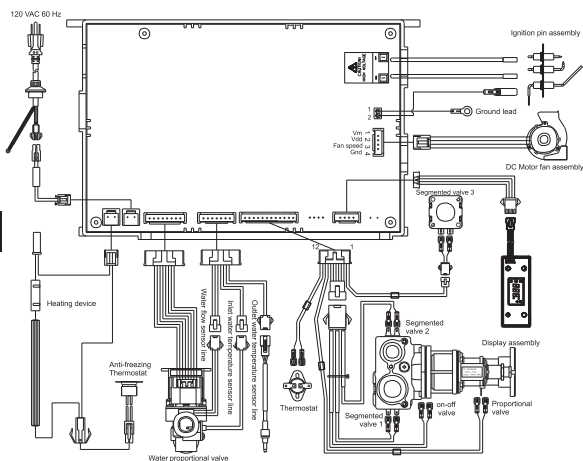 120 VAC 60 Hz
Ignition pin assembly
CAUTION
HIGH VOLTAGE
1
2
Ground lead
Vm 1
Vdd 2
Fan speed 3
Gnd 4
DC Motor fan assembly
Segmented valve 3
12
1
Heating device
Water flow sensor line
Inlet water temperature sensor line
Outlet water temperature sensor line
Segmented
valve 2
Display assembly
Anti-freezing
Thermostat
Thermostat
Segmented
valve 1
on-off
valve
Proportional
valve
Water proportional valve